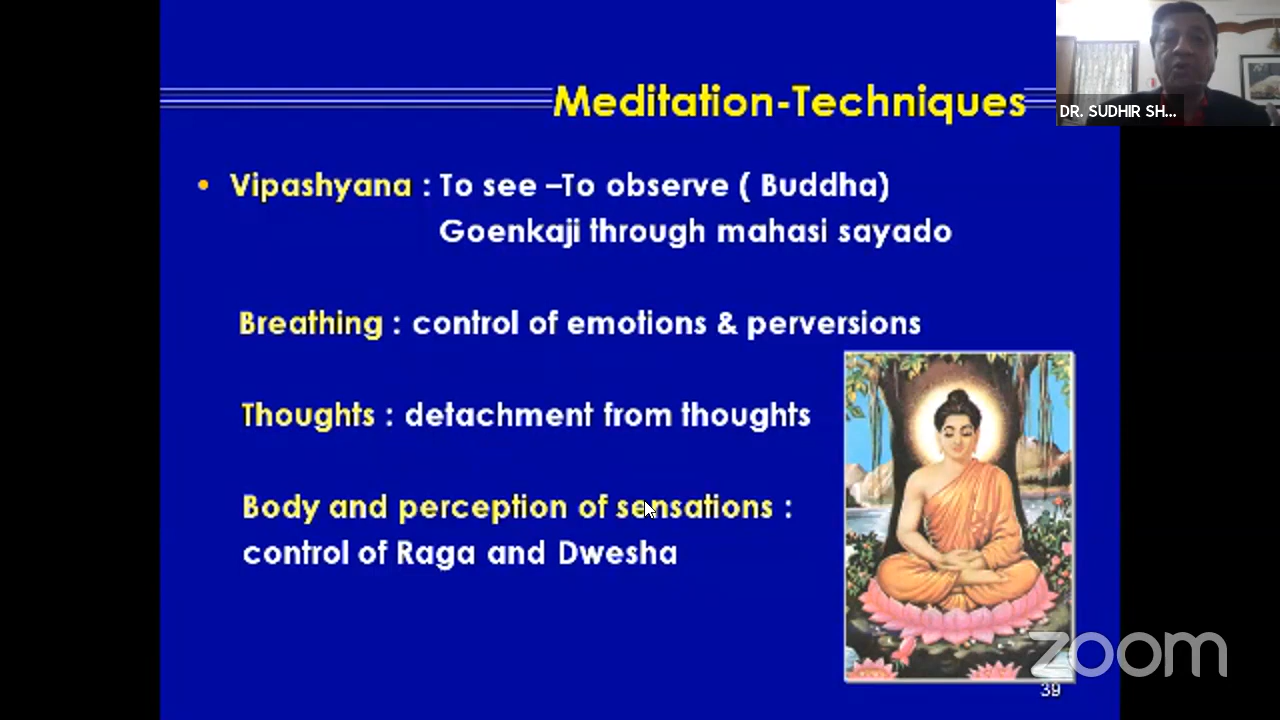 Meditation-Techniques
DR. SUDHIR SH...
• Vipashyana : To see –To observe ( Buddha)
Goenkaji through mahasi sayado
Breathing : control of emotions & perversions
Thoughts : detachment from thoughts
Body and perception of sensations :
control of Raga and Dwesha
zoom
39